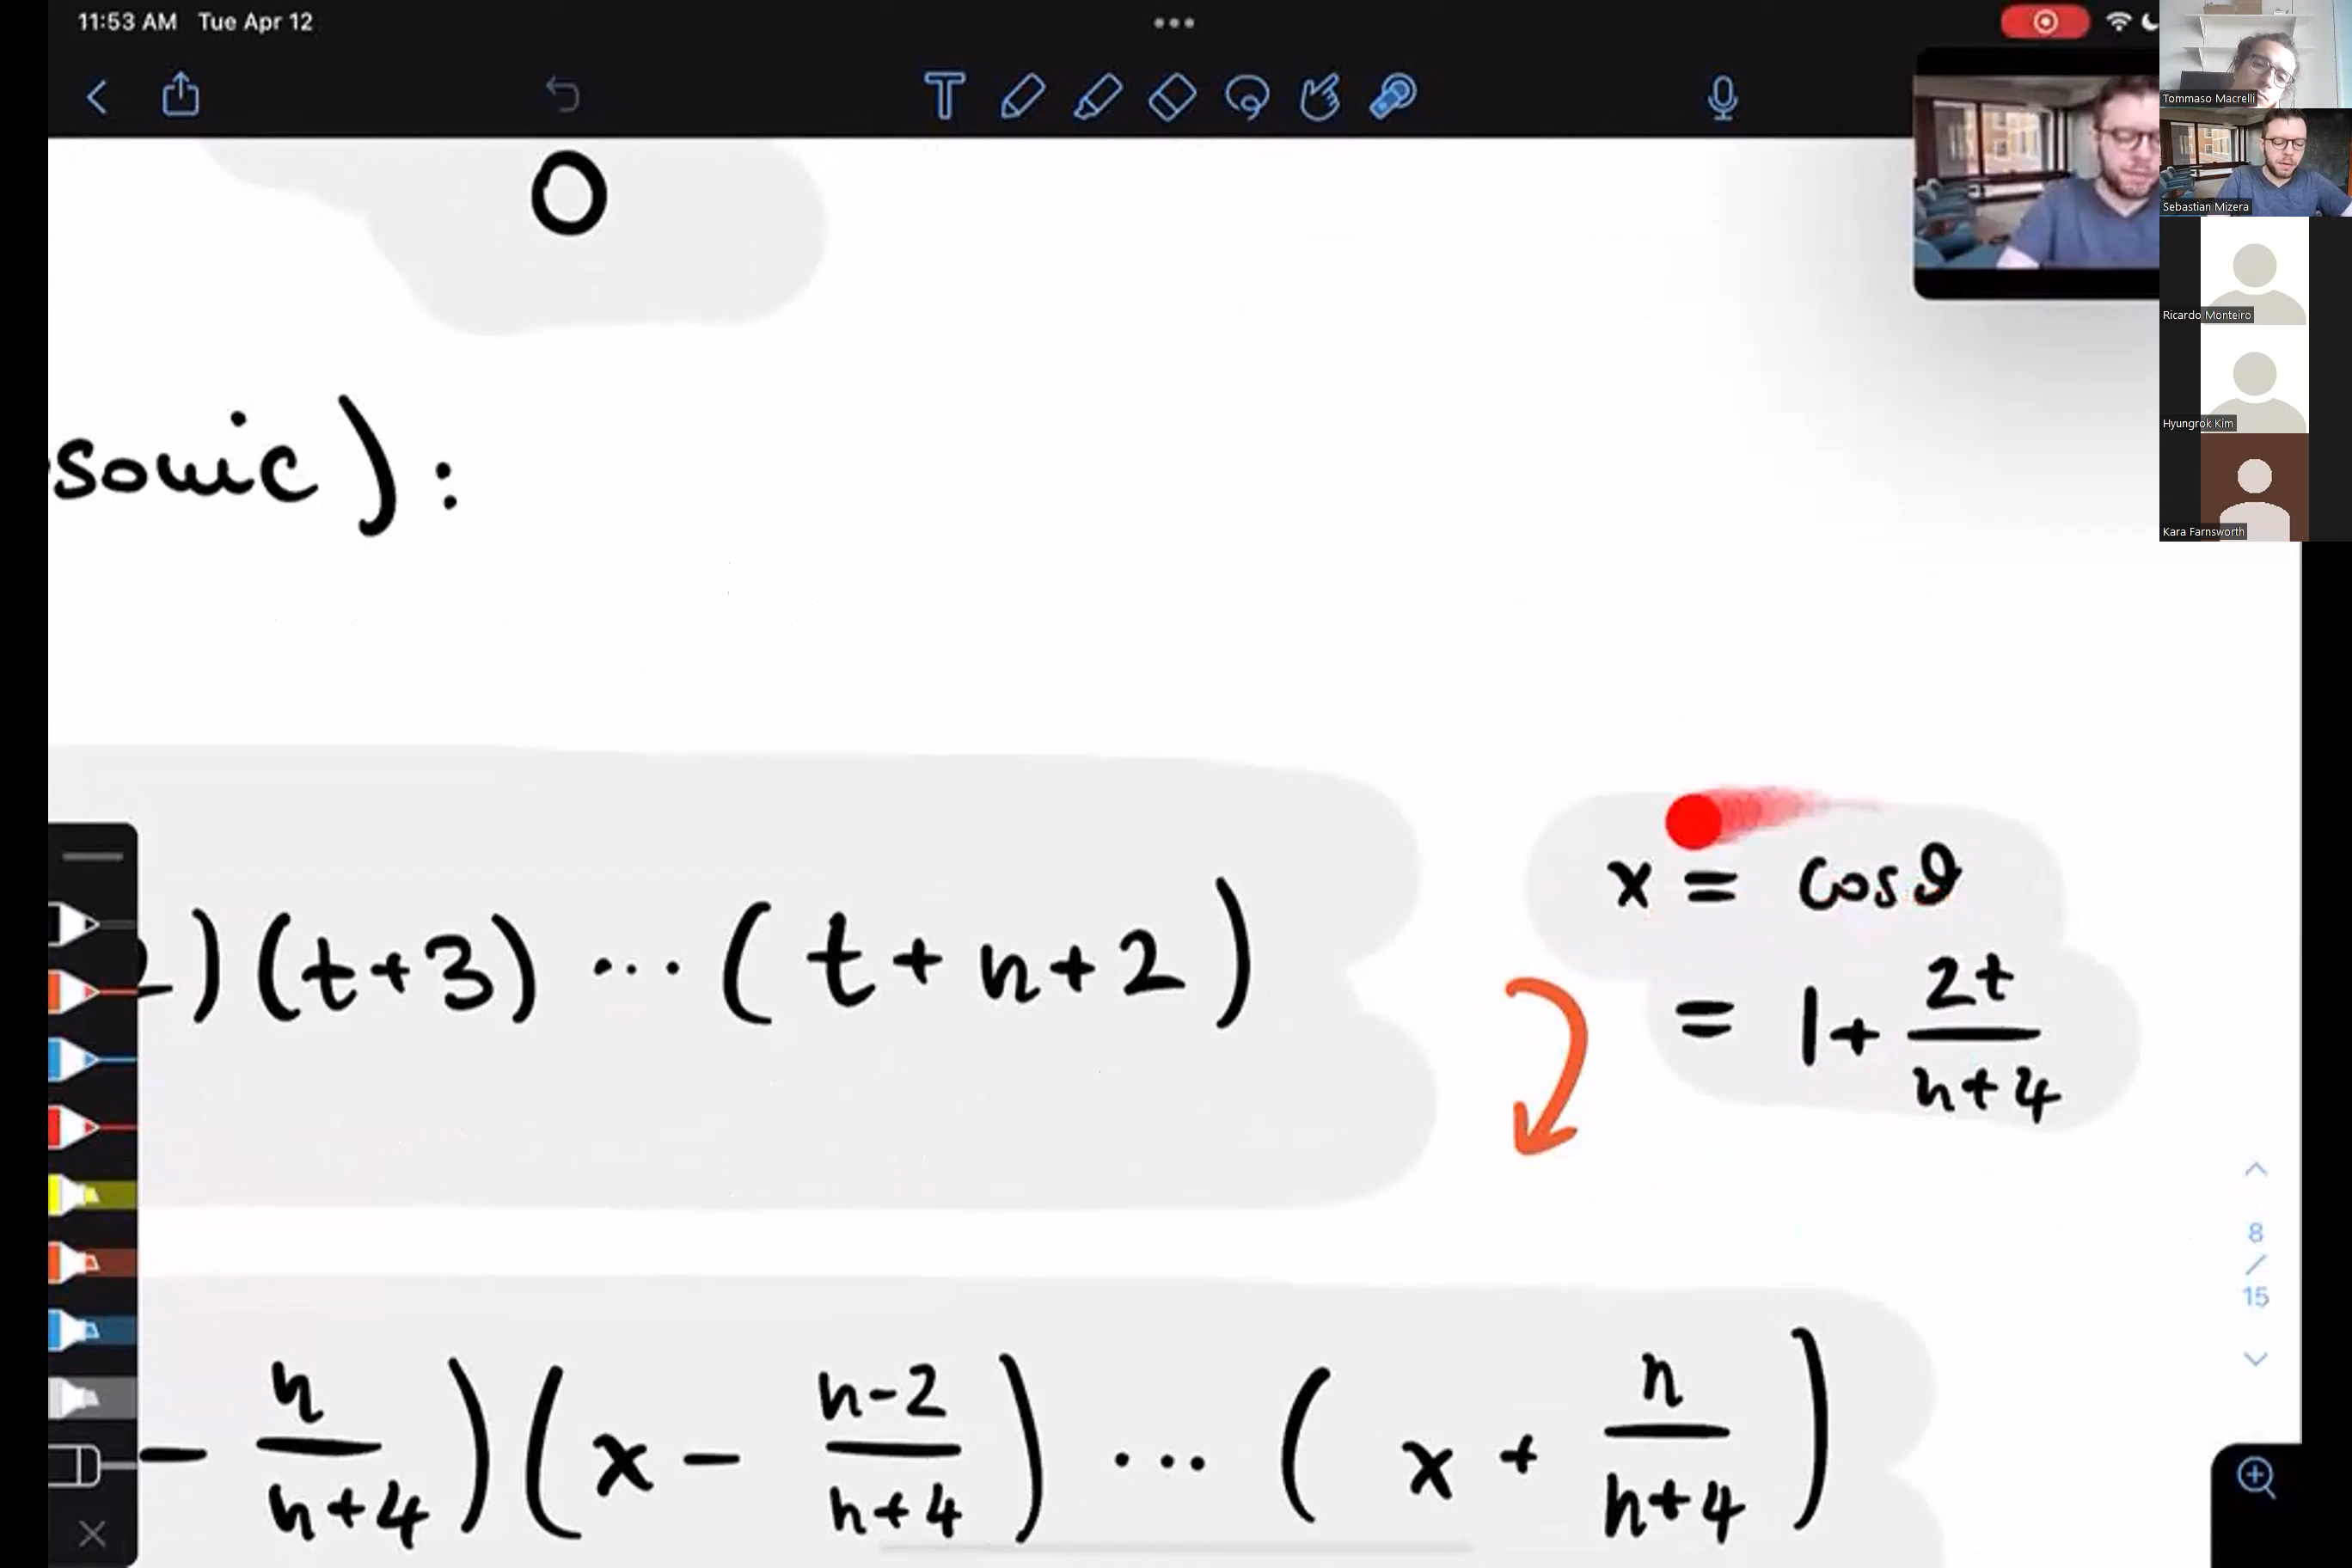 11:53 AM Tue Apr 12
Tommaso Macrelli
Sebastian Mizera
Ricardo Monteiro
Hyungrok Kim
Kara Farnsworth
0
sonic):
)(t+3) ... (t+n+2)
x = cosθ
= 1+ 2t/n+4
- n/n+4)(x - n-2/n+4) ... (x + n/n+4)
8
/
15